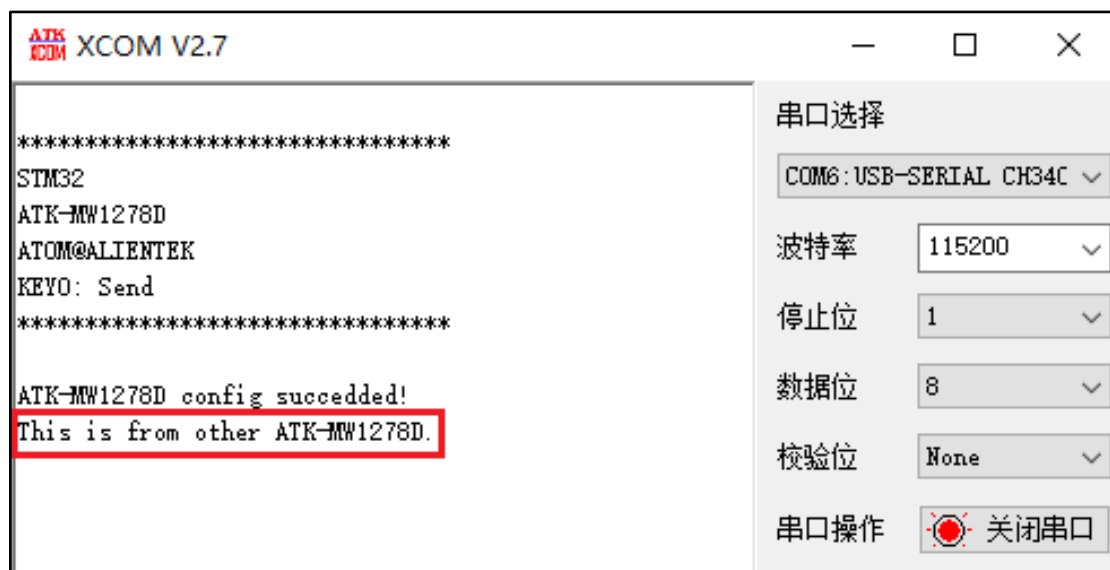 ATK XCOM XCOM V2.7
********************************
STM32
ATK-MW1278D
ATOM@ALIENTEK
KEY0: Send
********************************
ATK-MW1278D config succedded!
This is from other ATK-MW1278D.
串口选择
COM6:USB-SERIAL CH34C
波特率 115200
停止位 1
数据位 8
校验位 None
串口操作 关闭串口